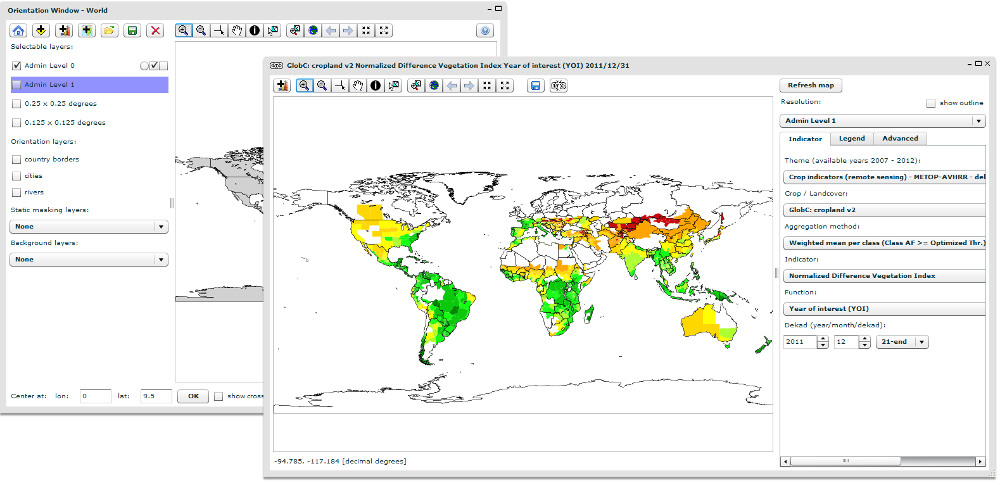 Orientation Window - World
Selectable layers:
Admin Level 0
Admin Level 1
0.25 x 0.25 degrees
0.125 x 0.125 degrees
Orientation layers:
country borders
cities
rivers
Static masking layers:
None
Background layers:
None
Center at: lon: 0 lat: 9.5 OK show cross
GlobC: cropland v2 Normalized Difference Vegetation Index Year of interest (YOI) 2011/12/31
Refresh map
Resolution: show outline
Admin Level 1
Indicator Legend Advanced
Theme (available years 2007 - 2012):
Crop indicators (remote sensing) - METOP-AVHRR - del
Crop / Landcover:
GlobC: cropland v2
Aggregation method:
Weighted mean per class (Class AF >= Optimized Thr.)
Indicator:
Normalized Difference Vegetation Index
Function:
Year of interest (YOI)
Dekad (year/month/dekad):
2011 12 21-end
-94.785, -117.184 [decimal degrees]